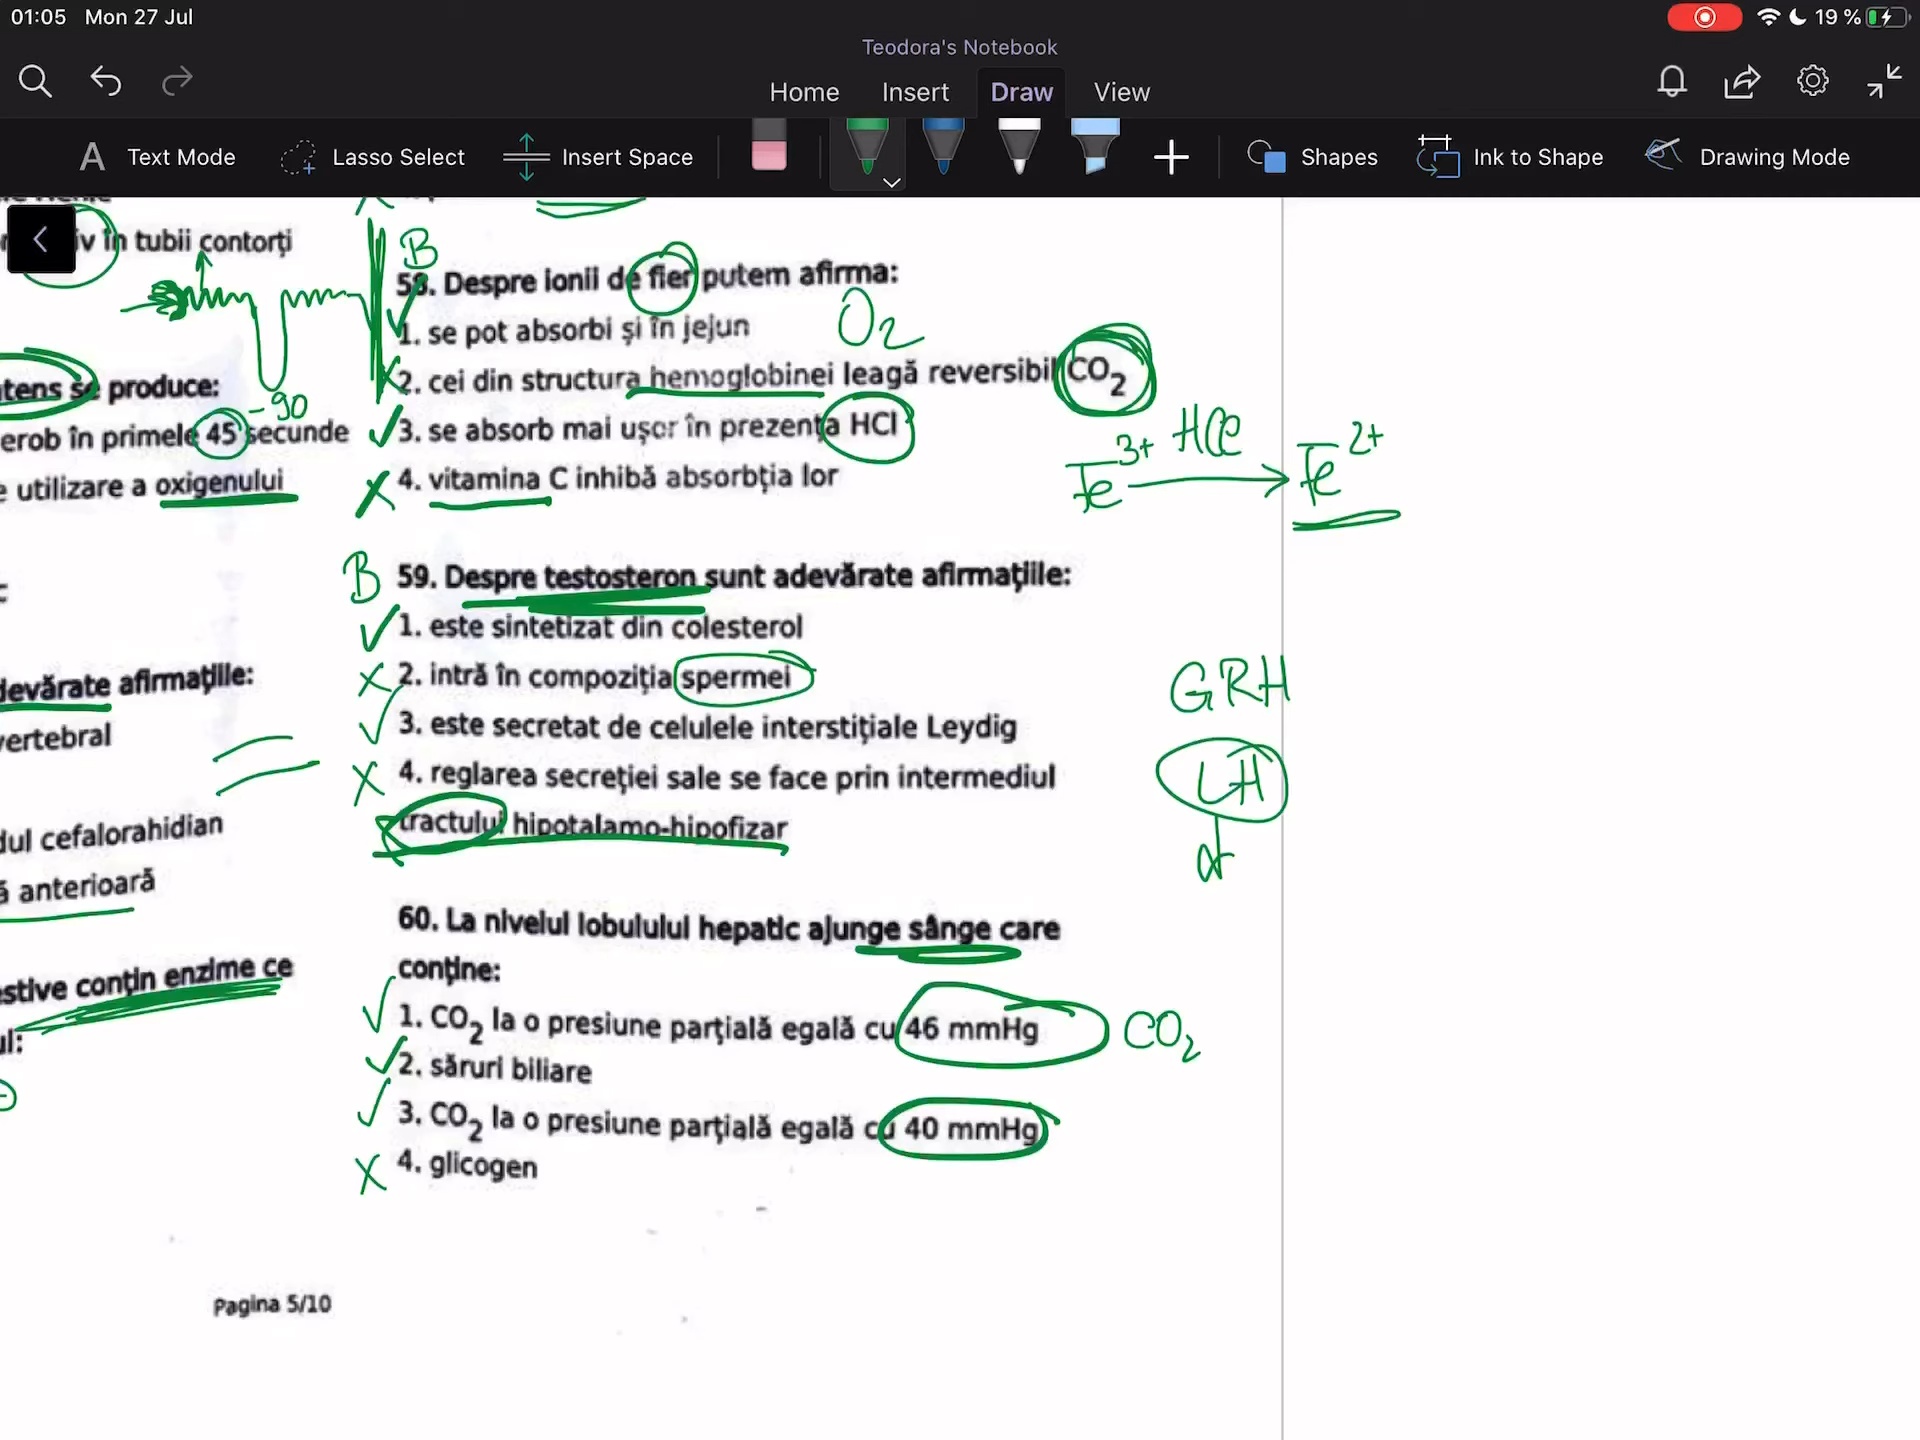 01:05 Mon 27 Jul
19 %
Teodora's Notebook
Home Insert Draw View
A Text Mode Lasso Select Insert Space Shapes Ink to Shape Drawing Mode
în tubii contorți
se produce:
-90
în primele 45 secunde
utilizare a oxigenului
afirmațiile:
cefalorahidian
anterioară
conțin enzime ce
B
58. Despre ionii de fier putem afirma:
O2
1. se pot absorbi și în jejun
2. cei din structura hemoglobinei leagă reversibil CO2
3. se absorb mai ușor în prezența HCl
4. vitamina C inhibă absorbția lor
Fe3+ HCl Fe2+
B 59. Despre testosteron sunt adevărate afirmațiile:
1. este sintetizat din colesterol
2. intră în compoziția spermei
3. este secretat de celulele interstițiale Leydig
4. reglarea secreției sale se face prin intermediul
tractului hipotalamo-hipofizar
GRH
LH
60. La nivelul lobulului hepatic ajunge sânge care
conține:
1. CO2 la o presiune parțială egală cu 46 mmHg CO2
2. săruri biliare
3. CO2 la o presiune parțială egală cu 40 mmHg
4. glicogen
Pagina 5/10